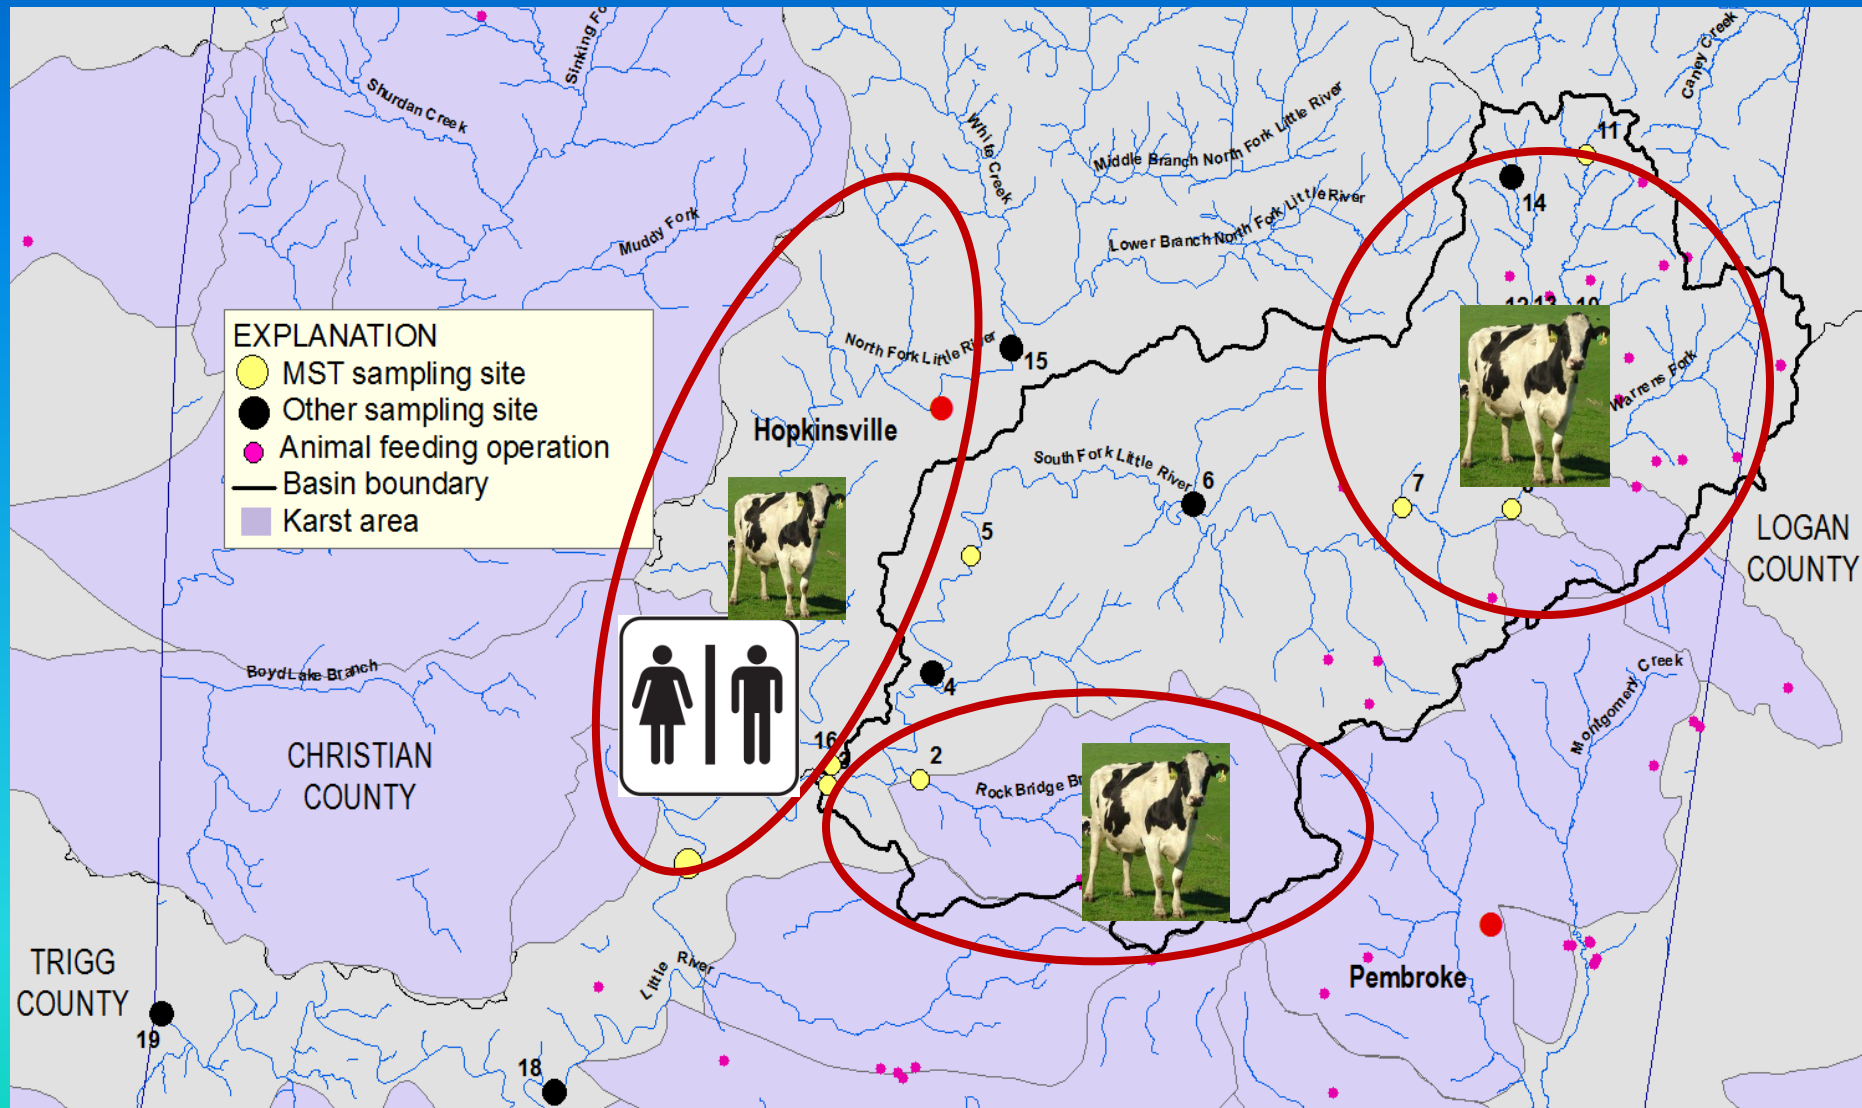 Shurdan Creek
Sinking Fo
White Creek
Middle Branch North Fork Little River
Caney Creek
11
14
Lower Branch North Fork Little River
Muddy Fork
EXPLANATION
MST sampling site
Other sampling site
Animal feeding operation
Basin boundary
Karst area
North Fork Little River
15
Hopkinsville
12 13 10
Warrens Fork
South Fork Little River
6
7
5
LOGAN
COUNTY
Boyd Lake Branch
4
Montgomery Creek
CHRISTIAN
COUNTY
16
2
Rock Bridge Br
Little River
Pembroke
TRIGG
COUNTY
19
18